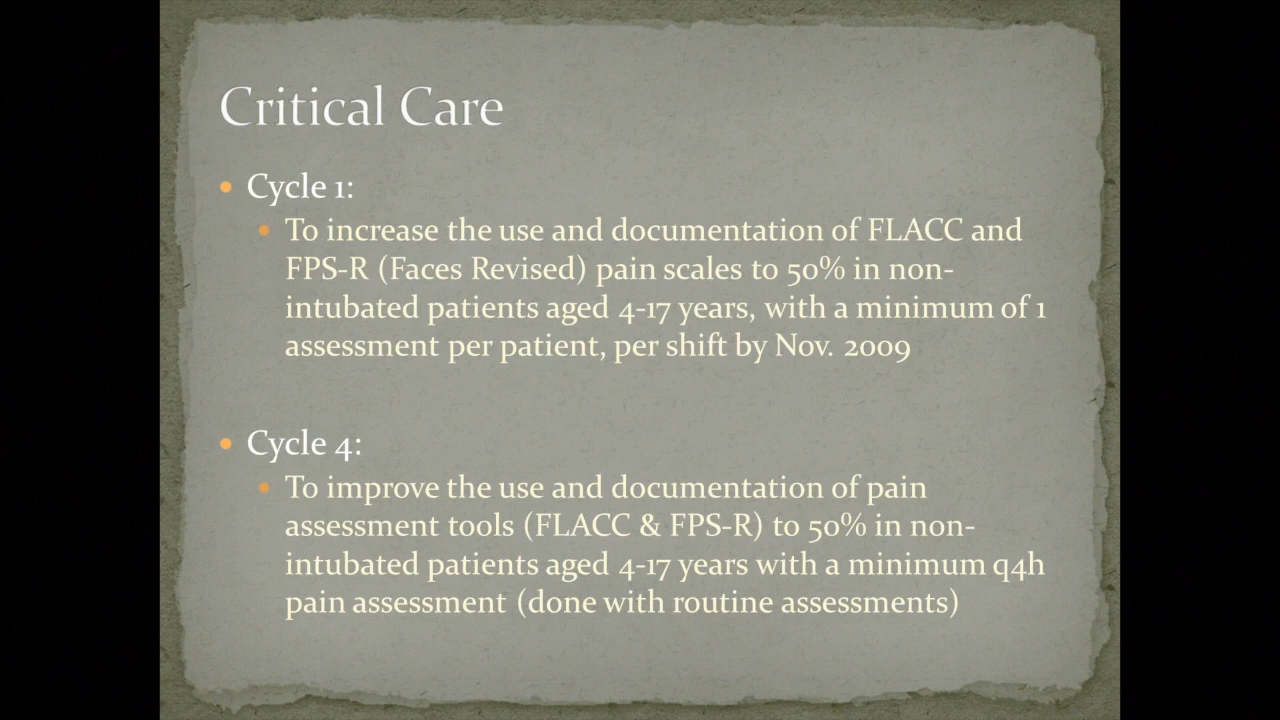 Critical Care
Cycle 1:
To increase the use and documentation of FLACC and
FPS-R (Faces Revised) pain scales to 50% in non-
intubated patients aged 4-17 years, with a minimum of 1
assessment per patient, per shift by Nov. 2009
Cycle 4:
To improve the use and documentation of pain
assessment tools (FLACC & FPS-R) to 50% in non-
intubated patients aged 4-17 years with a minimum q4h
pain assessment (done with routine assessments)